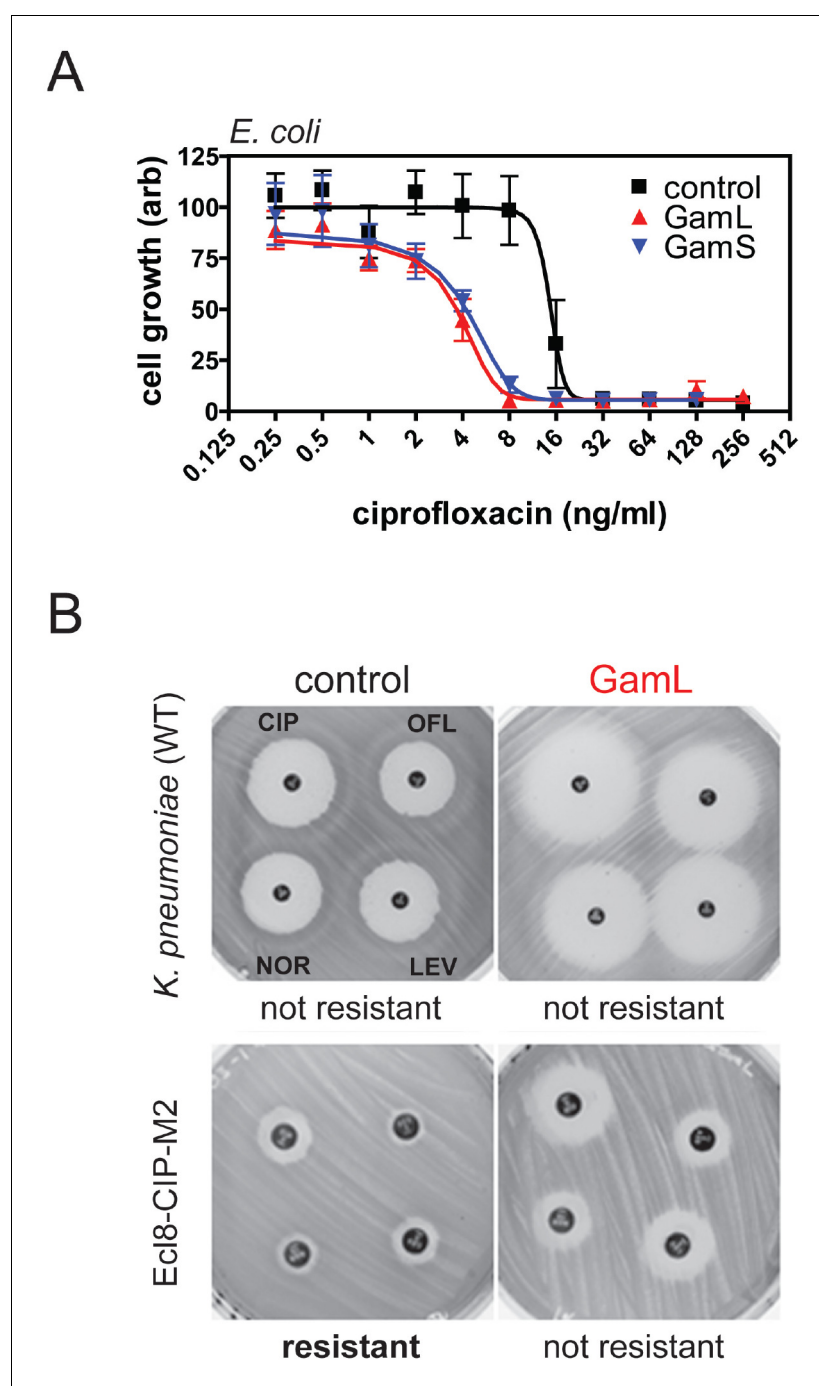 A
E. coli
cell growth (arb)
125
100
75
50
25
0
control
GamL
GamS
0.125
0.25
0.5
1
2
4
8
16
32
64
128
256
512
ciprofloxacin (ng/ml)
B
control
GamL
K. pneumoniae (WT)
CIP
OFL
NOR
LEV
not resistant
not resistant
Ecl8-CIP-M2
resistant
not resistant